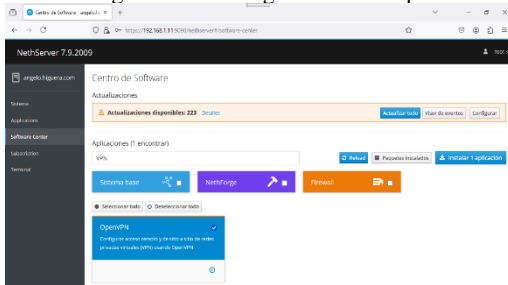 Centro de Software - angelo.h
https://192.168.1.11:9090/nethserver#/software-center
NethServer 7.9.2009
root
angelo.higuera.com
Sistema
Applications
Software Center
Subscription
Terminal
Centro de Software
Actualizaciones
Actualizaciones disponibles: 223 Detalles
Actualizar todo
Visor de eventos
Configurar
Aplicaciones (1 encontrar)
VPN
Reload
Paquetes instalados
Instalar 1 aplicación
Sistema base
NethForge
Firewall
Seleccionar todo
Deseleccionar todo
OpenVPN
Configurar acceso remoto y de sitio a sitio de redes
privadas virtuales (VPN) usando OpenVPN